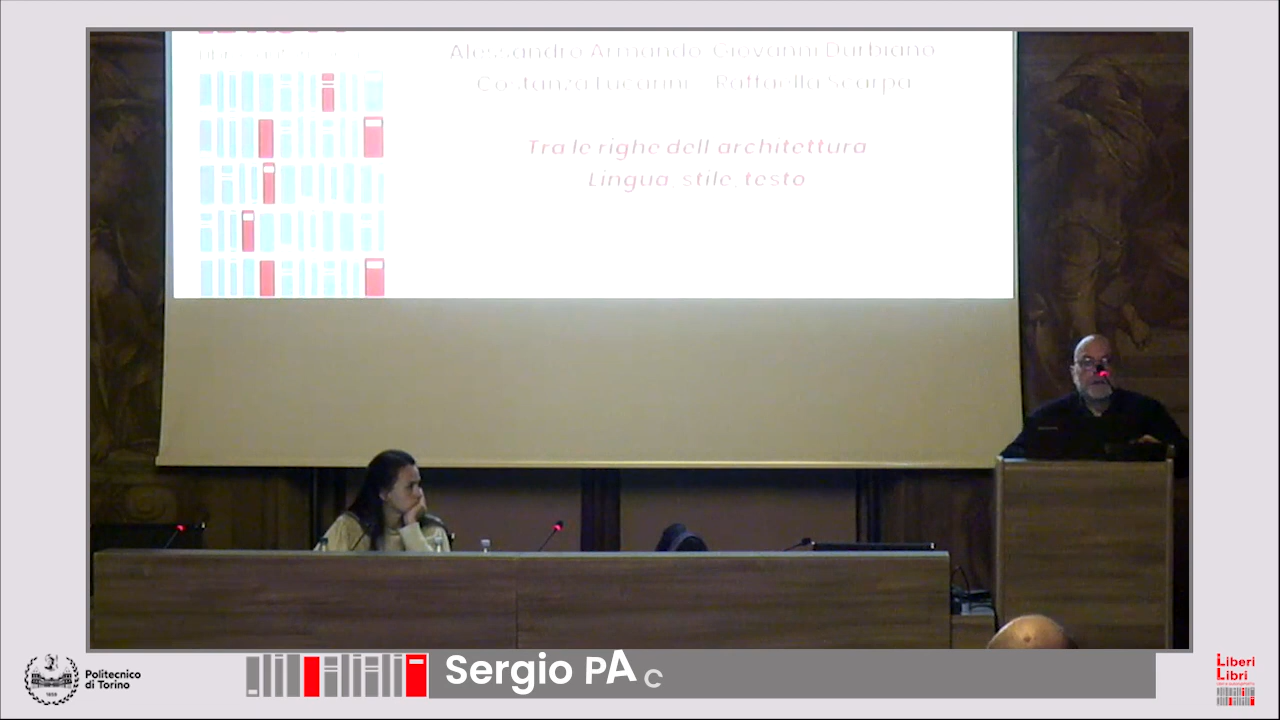 Alessandro Armando Giovanni Durbiano
Costanza Lucarini Raffaella Scarpa
Tra le righe dell architettura
Lingua, stile, testo
Sergio PA c
Politecnico
di Torino
Liberi
Libri